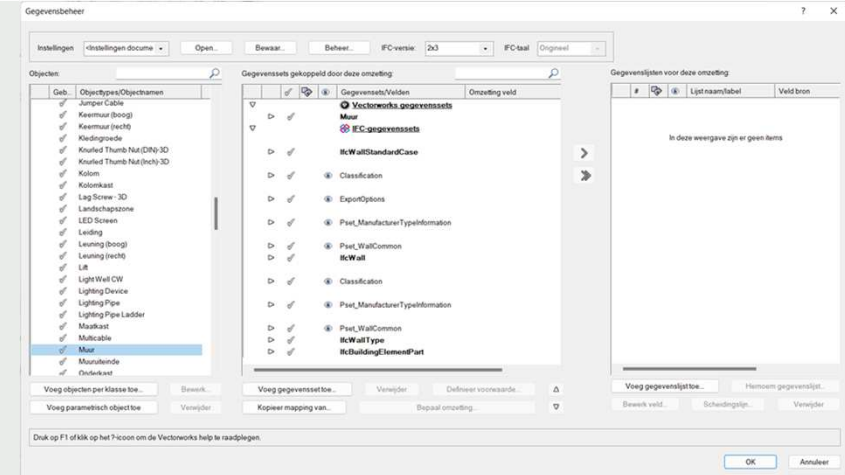 Gegevensbeheer
Instellingen <Instellingen docume Open... Bewaar... Beheer... IFC-versie: 2x3 IFC-taal Origineel
Objecten:
Geb... Objecttypes/Objectnamen
Jumper Cable
Keermuur (boog)
Keermuur (recht)
Kledingroede
Knurled Thumb Nut (DIN)-3D
Knurled Thumb Nut (Inch)-3D
Kolom
Kolomkast
Lag Screw - 3D
Landschapszone
LED Screen
Leiding
Leuning (boog)
Leuning (recht)
Lift
Light Well CW
Lighting Device
Lighting Pipe
Lighting Pipe Ladder
Maatkast
Multicable
Muur
Muuruiteinde
Onderkast
Voeg objecten per klasse toe... Bewerk...
Voeg parametrisch object toe Verwijder
Gegevenssets gekoppeld door deze omzetting:
Gegevensets/Velden Omzetting veld
Vectorworks gegevenssets
Muur
IFC-gegevenssets
IfcWallStandardCase
Classification
ExportOptions
Pset_ManufacturerTypeInformation
Pset_WallCommon
IfcWall
Classification
Pset_ManufacturerTypeInformation
Pset_WallCommon
IfcWallType
IfcBuildingElementPart
Voeg gegevensset toe... Verwijder Definieer voorwaarde...
Kopieer mapping van... Bepaal omzetting...
Gegevenslijsten voor deze omzetting:
# Lijst naam/label Veld bron
In deze weergave zijn er geen items
Voeg gegevenslijst toe... Hernoem gegevenslijst...
Bewerk veld... Scheidingslijn... Verwijder
Druk op F1 of klik op het ?-icoon om de Vectorworks help te raadplegen.
OK Annuleer